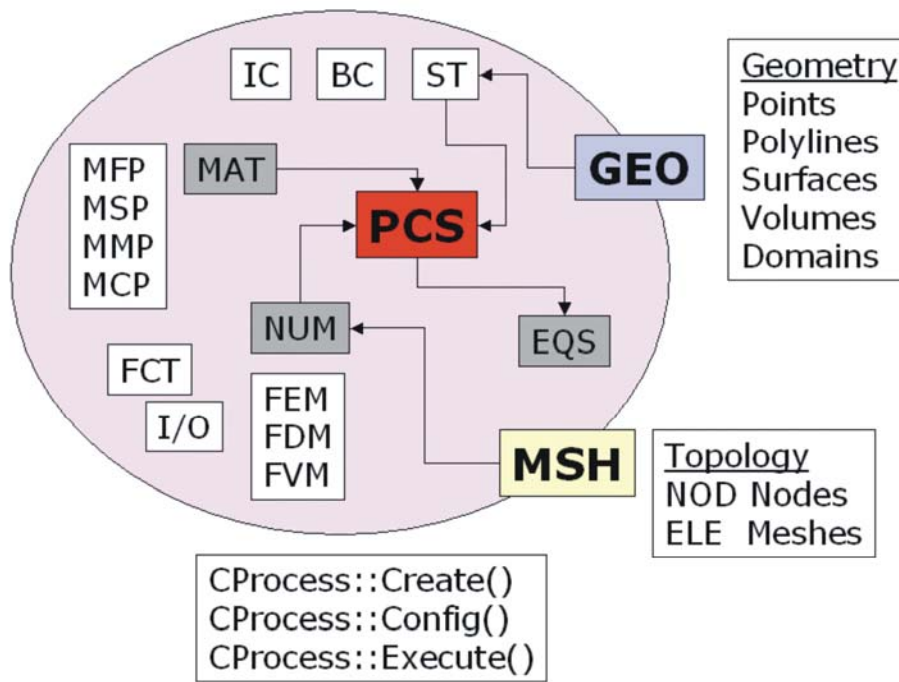 IC
BC
ST
Geometry
Points
Polylines
Surfaces
Volumes
Domains
GEO
MAT
MFP
MSP
MMP
MCP
PCS
NUM
EQS
FCT
I/O
FEM
FDM
FVM
MSH
Topology
NOD Nodes
ELE Meshes
CProcess::Create()
CProcess::Config()
CProcess::Execute()